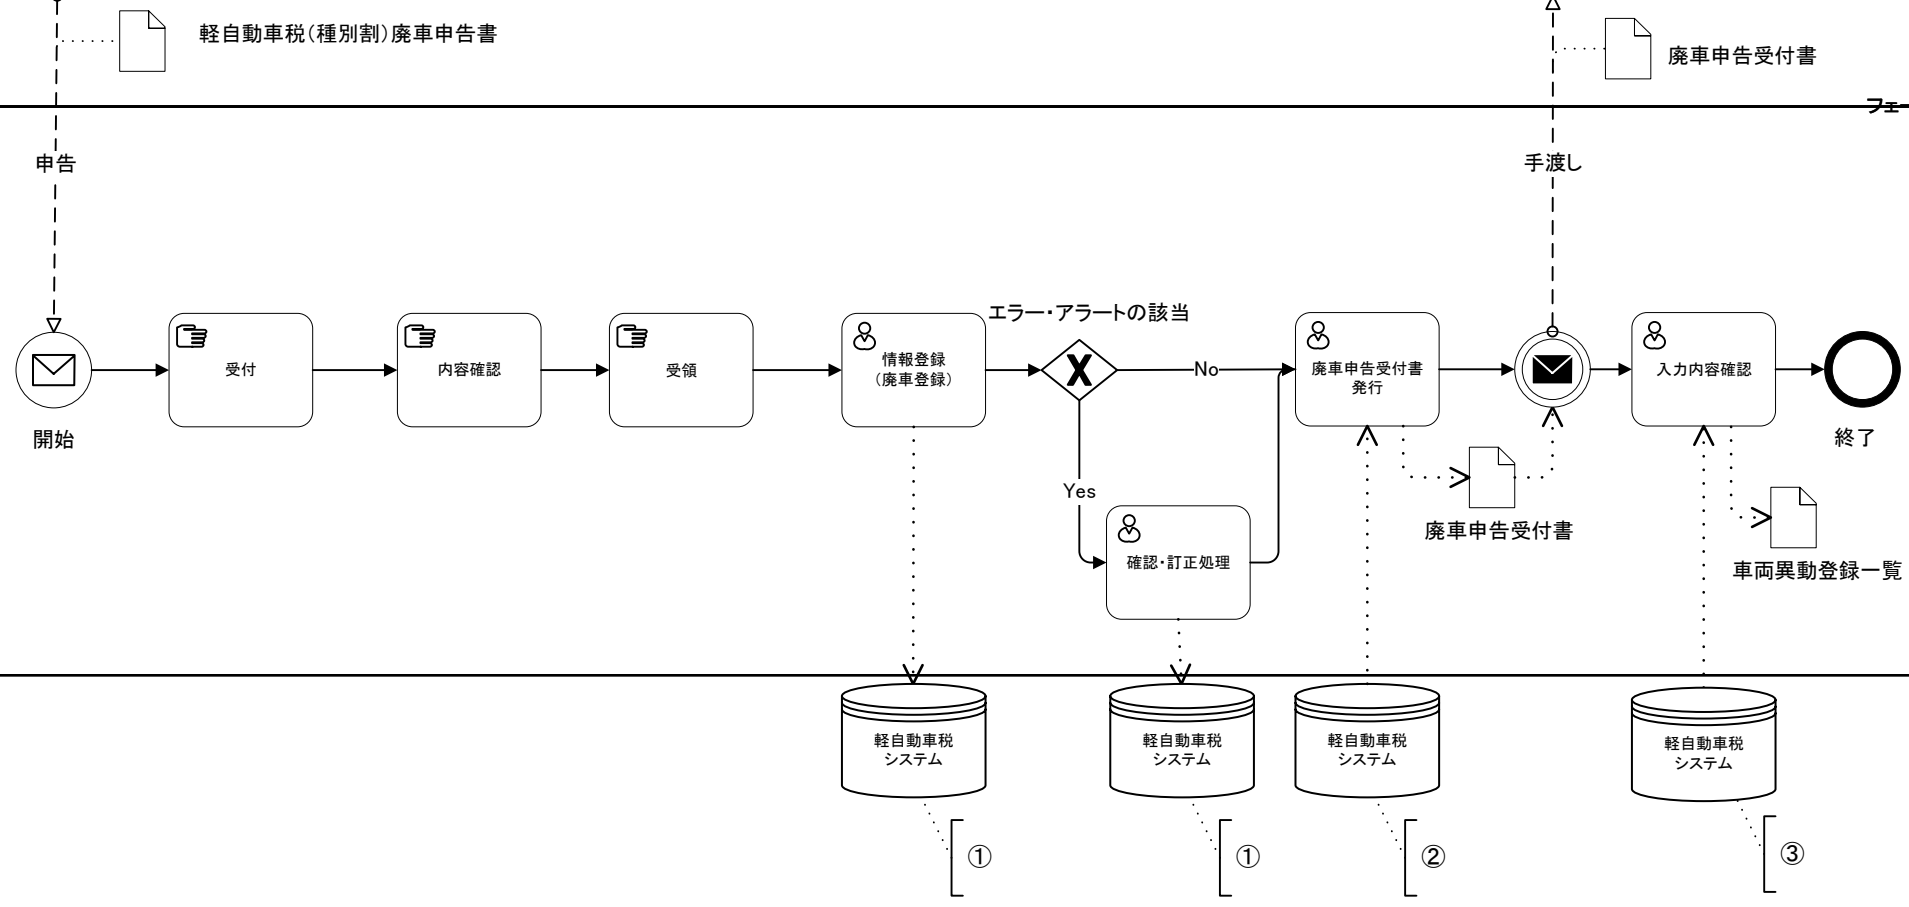 軽自動車税(種別割)廃車申告書
廃車申告受付書
フェー
申告
手渡し
エラー・アラートの該当
受付
内容確認
受領
情報登録
(廃車登録)
No
廃車申告受付書
発行
入力内容確認
開始
終了
Yes
廃車申告受付書
確認・訂正処理
車両異動登録一覧
軽自動車税
システム
軽自動車税
システム
軽自動車税
システム
軽自動車税
システム
①
①
②
③